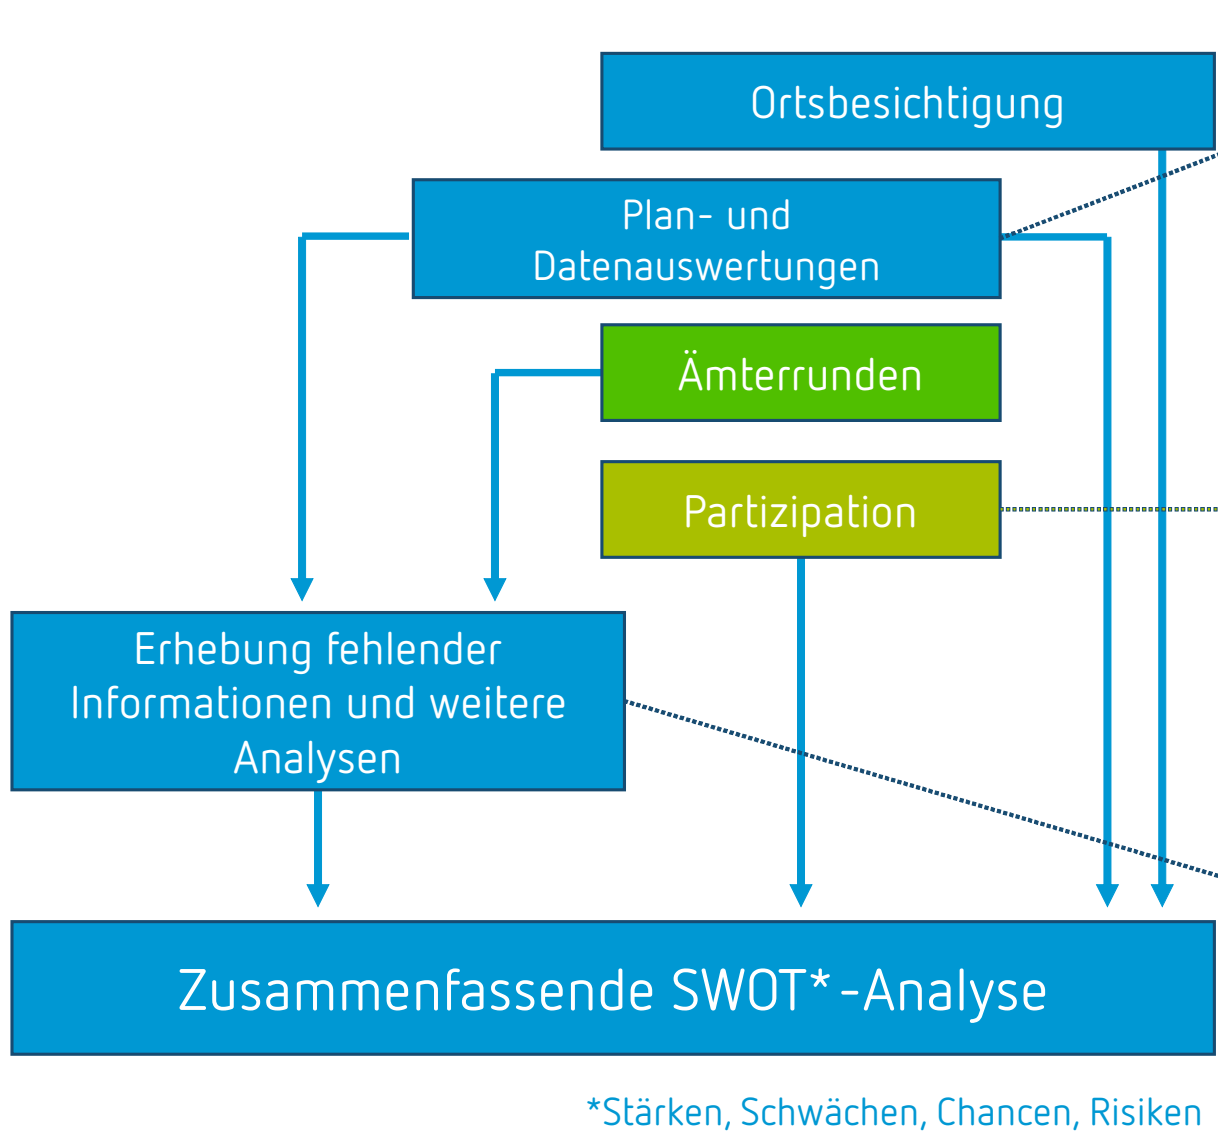 Ortsbesichtigung
Plan- und
Datenauswertungen
Ämterrunden
Partizipation
Erhebung fehlender
Informationen und weitere
Analysen
Zusammenfassende SWOT*-Analyse
*Stärken, Schwächen, Chancen, Risiken